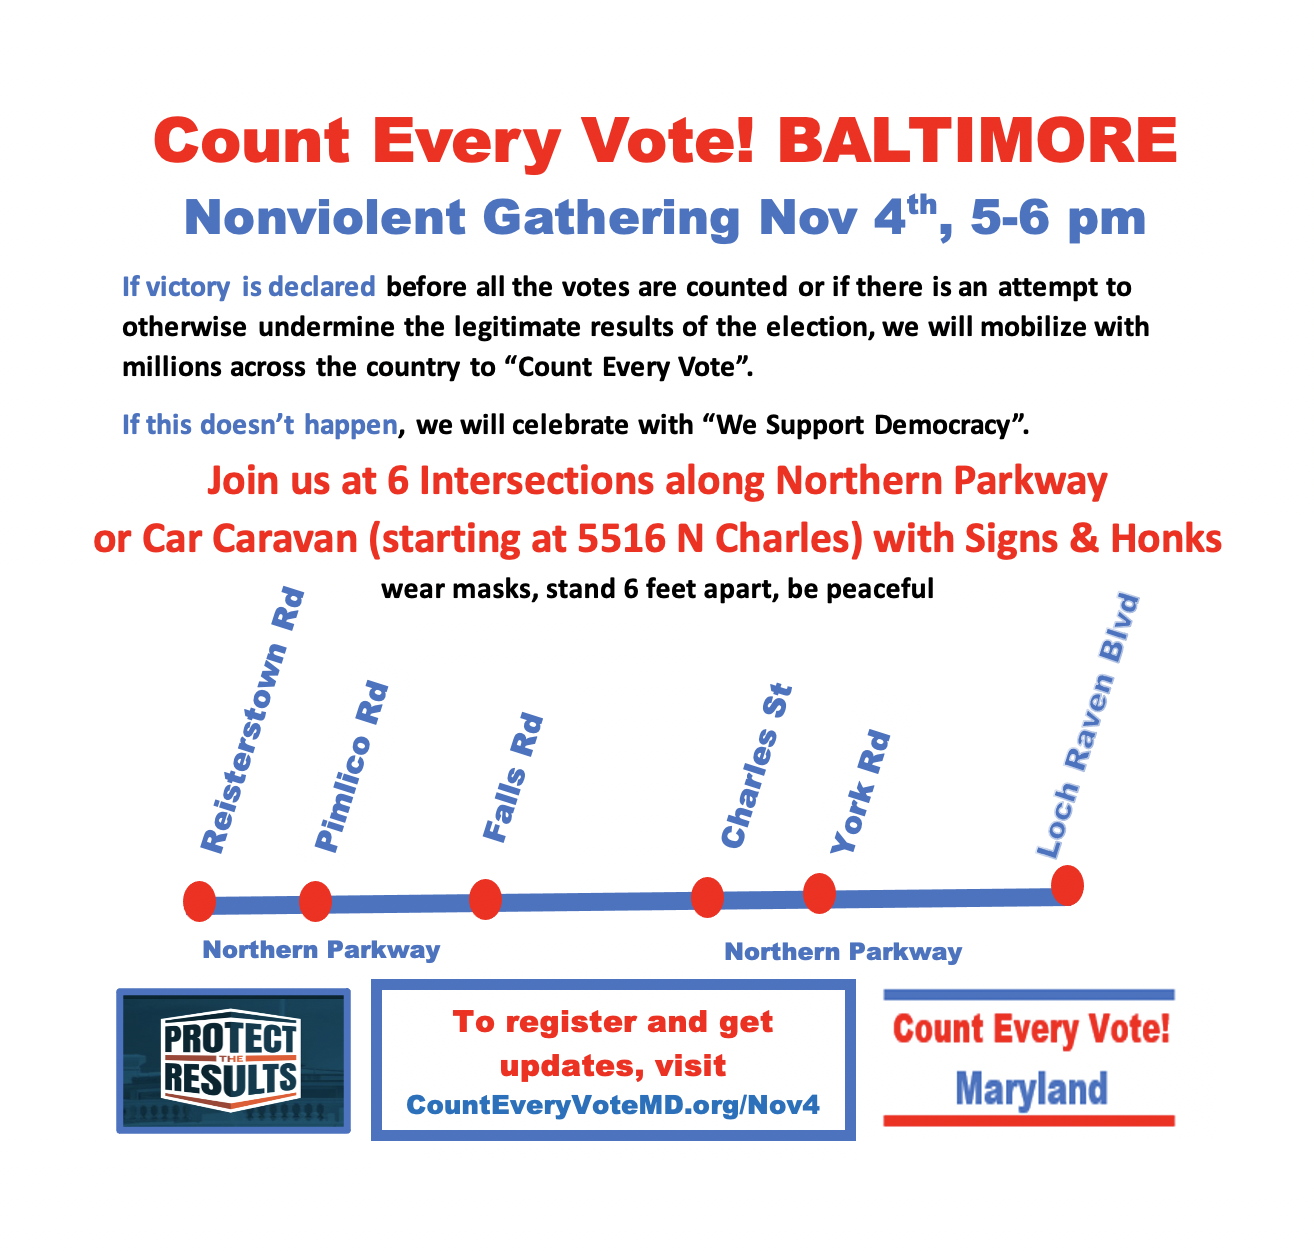 Count Every Vote! BALTIMORE
Nonviolent Gathering Nov 4th, 5-6 pm
If victory is declared before all the votes are counted or if there is an attempt to
otherwise undermine the legitimate results of the election, we will mobilize with
millions across the country to “Count Every Vote”.
If this doesn’t happen, we will celebrate with “We Support Democracy”.
Join us at 6 Intersections along Northern Parkway
or Car Caravan (starting at 5516 N Charles) with Signs & Honks
wear masks, stand 6 feet apart, be peaceful
Reisterstown Rd
Pimlico Rd
Falls Rd
Charles St
York Rd
Loch Raven Blvd
Northern Parkway
Northern Parkway
PROTECT
THE
RESULTS
To register and get
updates, visit
CountEveryVoteMD.org/Nov4
Count Every Vote!
Maryland